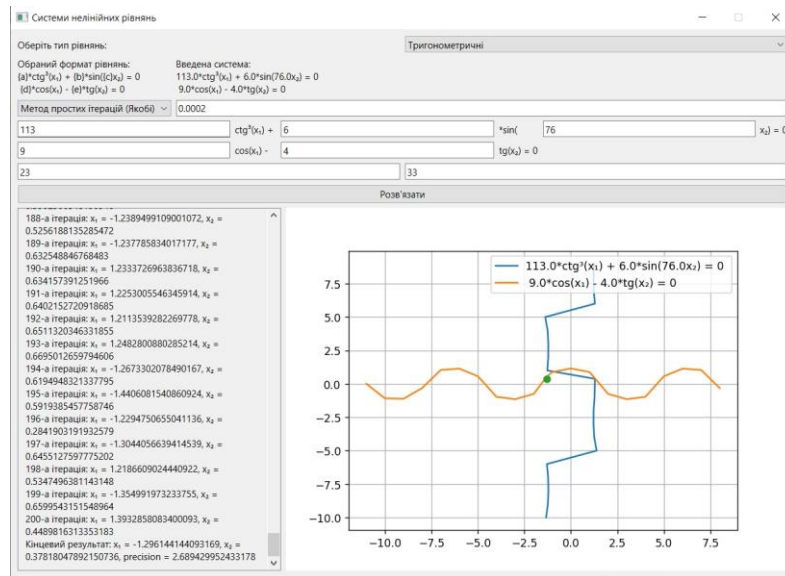 Системи нелінійних рівнянь
Оберіть тип рівнянь:
Тригонометричні
Обраний формат рівнянь:
Введена система:
{a}*ctg³(x₁) + {b}*sin({c}x₂) = 0
113.0*ctg³(x₁) + 6.0*sin(76.0x₂) = 0
{d}*cos(x₁) - {e}*tg(x₂) = 0
9.0*cos(x₁) - 4.0*tg(x₂) = 0
Метод простих ітерацій (Якобі)
0.0002
113 ctg³(x₁) + 6 *sin( 76 x₂) = 0
9 cos(x₁) - 4 tg(x₂) = 0
23 33
Розв'язати
188-а ітерація: x₁ = -1.2389499109001072, x₂ =
0.5256188135285472
189-а ітерація: x₁ = -1.237785834017177, x₂ =
0.632548846768483
190-а ітерація: x₁ = 1.2333726963836718, x₂ =
0.634157391251966
191-а ітерація: x₁ = 1.2253005546345914, x₂ =
0.6402152720918685
192-а ітерація: x₁ = 1.2113539282269778, x₂ =
0.6511320346331855
193-а ітерація: x₁ = 1.2482800880285214, x₂ =
0.6695012659794606
194-а ітерація: x₁ = -1.2673302078490167, x₂ =
0.6194948321337795
195-а ітерація: x₁ = -1.4406081540860924, x₂ =
0.5919385457758746
196-а ітерація: x₁ = -1.2294750655041136, x₂ =
0.2841903191932579
197-а ітерація: x₁ = -1.3044056639414539, x₂ =
0.6455127597775202
198-а ітерація: x₁ = 1.2186609024440922, x₂ =
0.5347496381143148
199-а ітерація: x₁ = -1.354991973233755, x₂ =
0.6599543151548964
200-а ітерація: x₁ = 1.3932858083400093, x₂ =
0.4489816313353183
Кінцевий результат: x₁ = -1.296144144093169, x₂ =
0.37818047892150736, precision = 2.689429952433178
113.0*ctg³(x₁) + 6.0*sin(76.0x₂) = 0
9.0*cos(x₁) - 4.0*tg(x₂) = 0
7.5
5.0
2.5
0.0
−2.5
−5.0
−7.5
−10.0
−10.0 −7.5 −5.0 −2.5 0.0 2.5 5.0 7.5